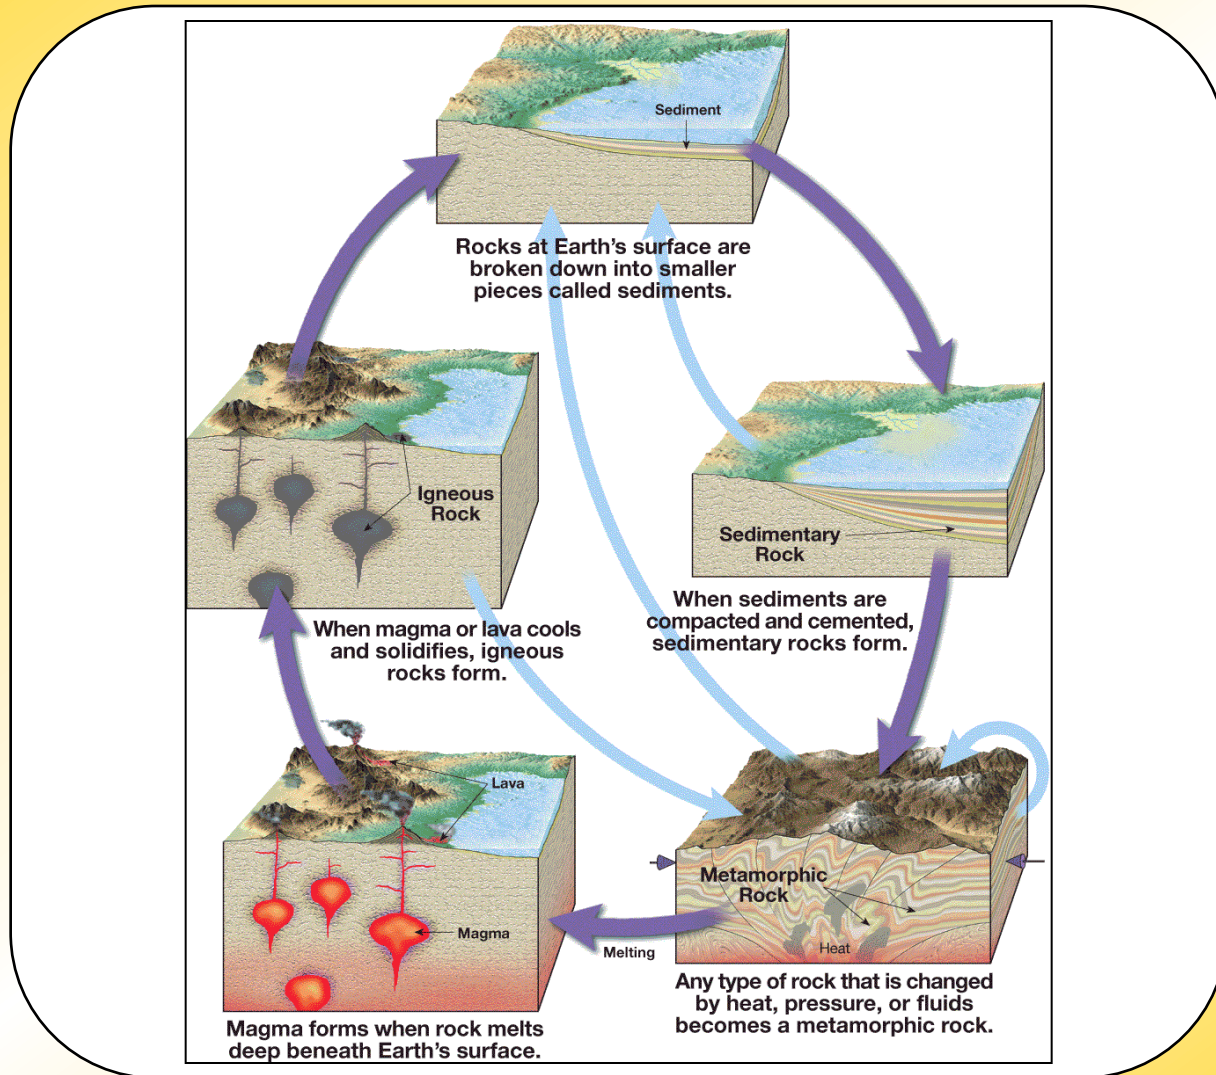 Sediment
Rocks at Earth's surface are
broken down into smaller
pieces called sediments.
Igneous
Rock
When magma or lava cools
and solidifies, igneous
rocks form.
Sedimentary
Rock
When sediments are
compacted and cemented,
sedimentary rocks form.
Lava
Magma
Magma forms when rock melts
deep beneath Earth's surface.
Melting
Metamorphic
Rock
Heat
Any type of rock that is changed
by heat, pressure, or fluids
becomes a metamorphic rock.